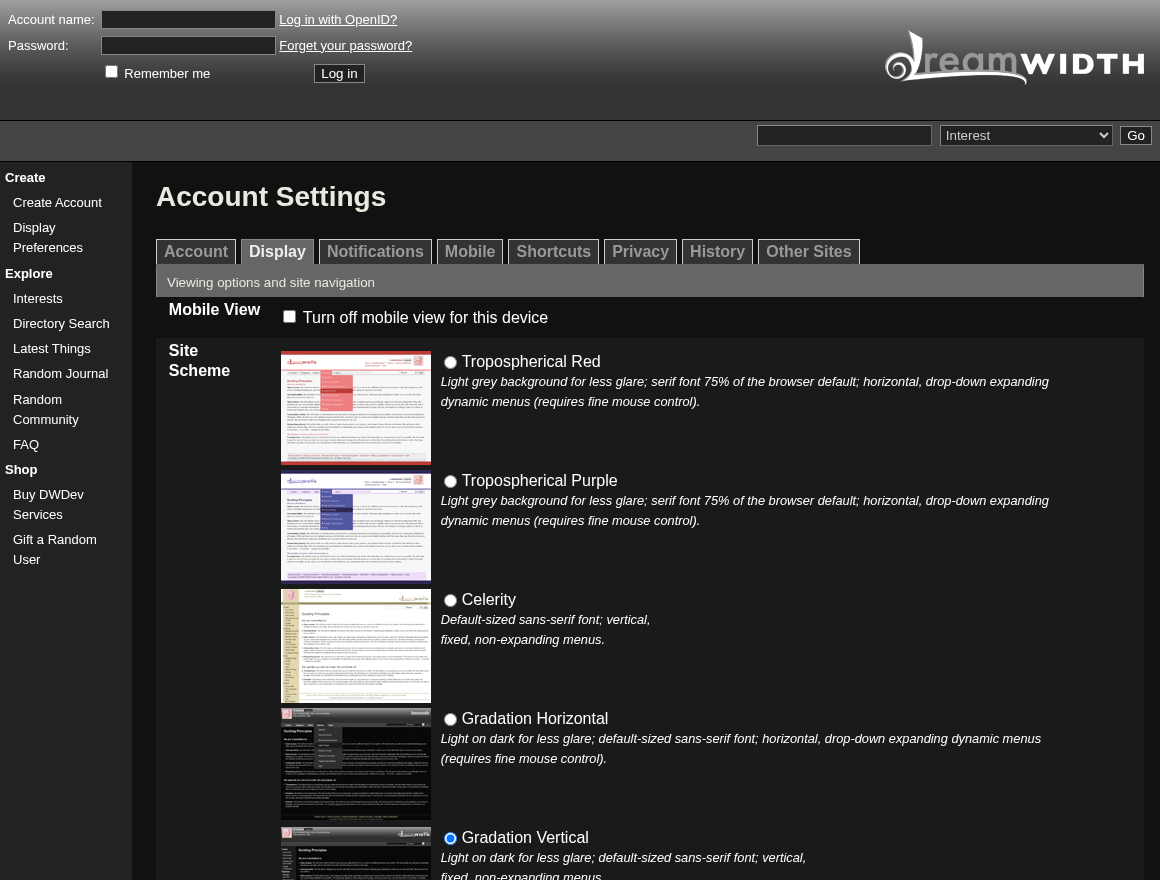 Account name: Log in with OpenID?
Password: Forget your password?
Remember me Log in
dreamwidth
Interest Go
Create
Create Account
Display
Preferences
Explore
Interests
Directory Search
Latest Things
Random Journal
Random
Community
FAQ
Shop
Buy DWDev
Services
Gift a Random
User
Account Settings
Account Display Notifications Mobile Shortcuts Privacy History Other Sites
Viewing options and site navigation
Mobile View Turn off mobile view for this device
Site
Scheme
Tropospherical Red
Light grey background for less glare; serif font 75% of the browser default; horizontal, drop-down expanding
dynamic menus (requires fine mouse control).
Tropospherical Purple
Light grey background for less glare; serif font 75% of the browser default; horizontal, drop-down expanding
dynamic menus (requires fine mouse control).
Celerity
Default-sized sans-serif font; vertical,
fixed, non-expanding menus.
Gradation Horizontal
Light on dark for less glare; default-sized sans-serif font; horizontal, drop-down expanding dynamic menus
(requires fine mouse control).
Gradation Vertical
Light on dark for less glare; default-sized sans-serif font; vertical,
fixed, non-expanding menus.